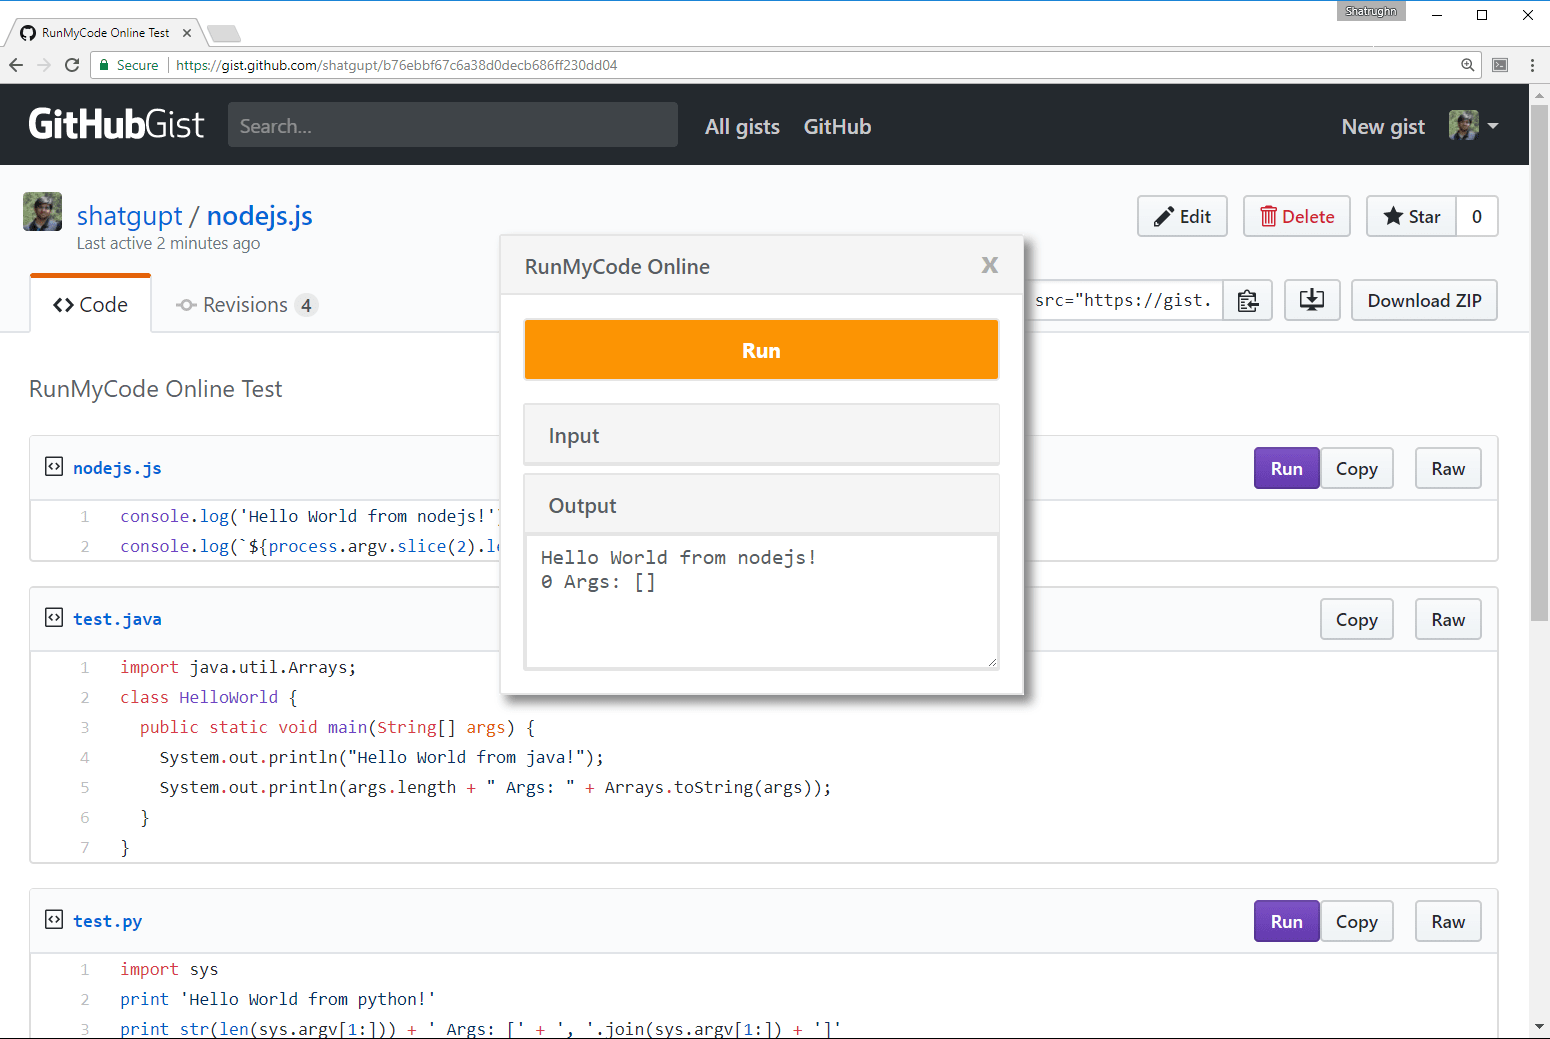 Shatrughn
RunMyCode Online Test
Secure https://gist.github.com/shatgupt/b76ebbf67c6a38d0decb686ff230dd04
GitHub Gist Search... All gists GitHub New gist
shatgupt / nodejs.js Edit Delete Star 0
Last active 2 minutes ago
Code Revisions 4 src="https://gist. Download ZIP
RunMyCode Online X
Run
Input
Output
Hello World from nodejs!
0 Args: []
RunMyCode Online Test
nodejs.js Run Copy Raw
1 console.log('Hello World from nodejs!'
2 console.log(`${process.argv.slice(2).le
test.java Copy Raw
1 import java.util.Arrays;
2 class HelloWorld {
3 public static void main(String[] args) {
4 System.out.println("Hello World from java!");
5 System.out.println(args.length + " Args: " + Arrays.toString(args));
6 }
7 }
test.py Run Copy Raw
1 import sys
2 print 'Hello World from python!'
3 print str(len(sys.argv[1:])) + ' Args: [' + ', '.join(sys.argv[1:]) + ']'